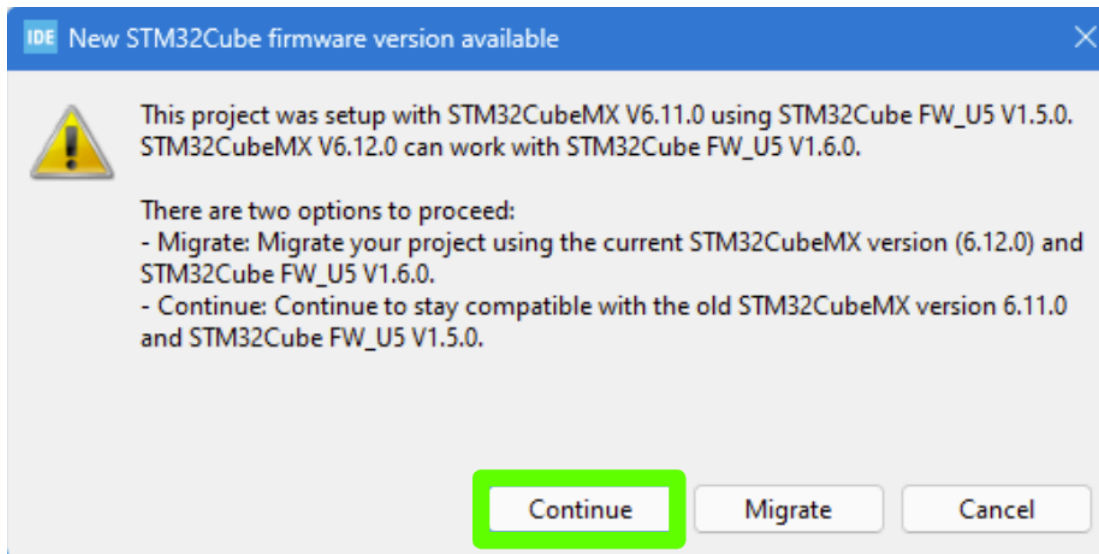 IDE New STM32Cube firmware version available
This project was setup with STM32CubeMX V6.11.0 using STM32Cube FW_U5 V1.5.0.
STM32CubeMX V6.12.0 can work with STM32Cube FW_U5 V1.6.0.
There are two options to proceed:
- Migrate: Migrate your project using the current STM32CubeMX version (6.12.0) and
STM32Cube FW_U5 V1.6.0.
- Continue: Continue to stay compatible with the old STM32CubeMX version 6.11.0
and STM32Cube FW_U5 V1.5.0.
Continue Migrate Cancel